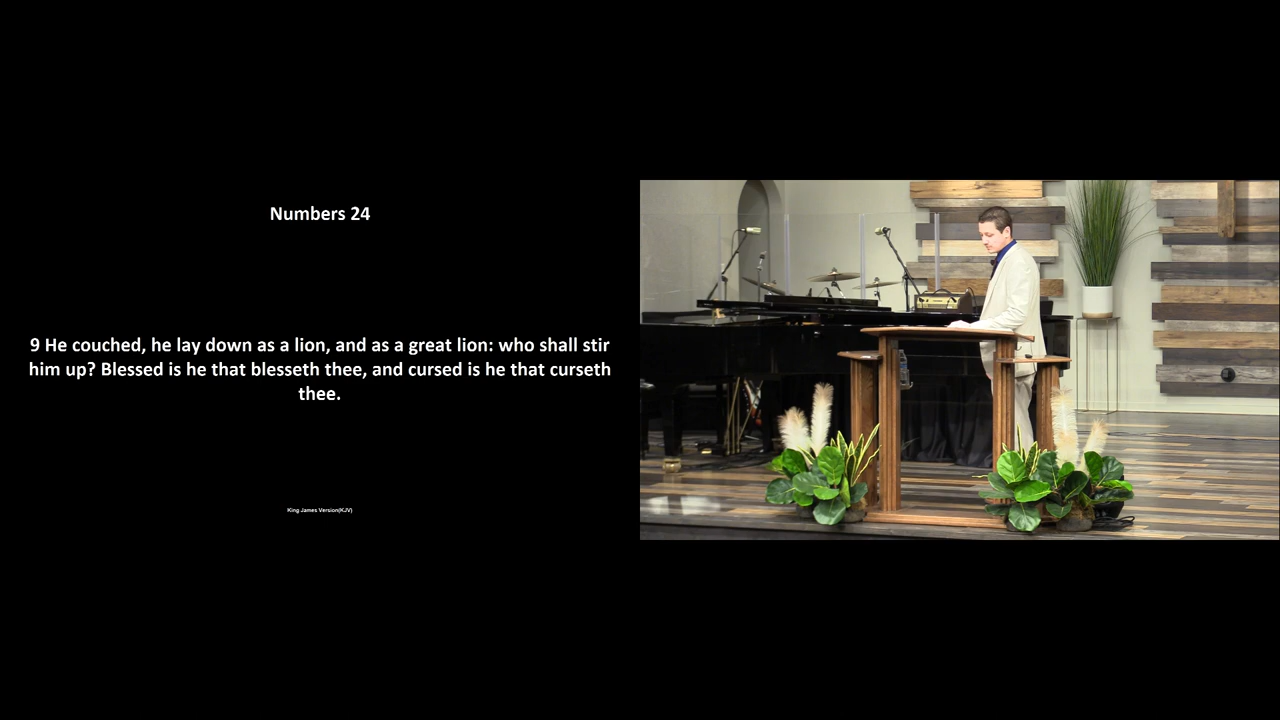 Numbers 24
9 He couched, he lay down as a lion, and as a great lion: who shall stir
him up? Blessed is he that blesseth thee, and cursed is he that curseth
thee.
King James Version(KJV)